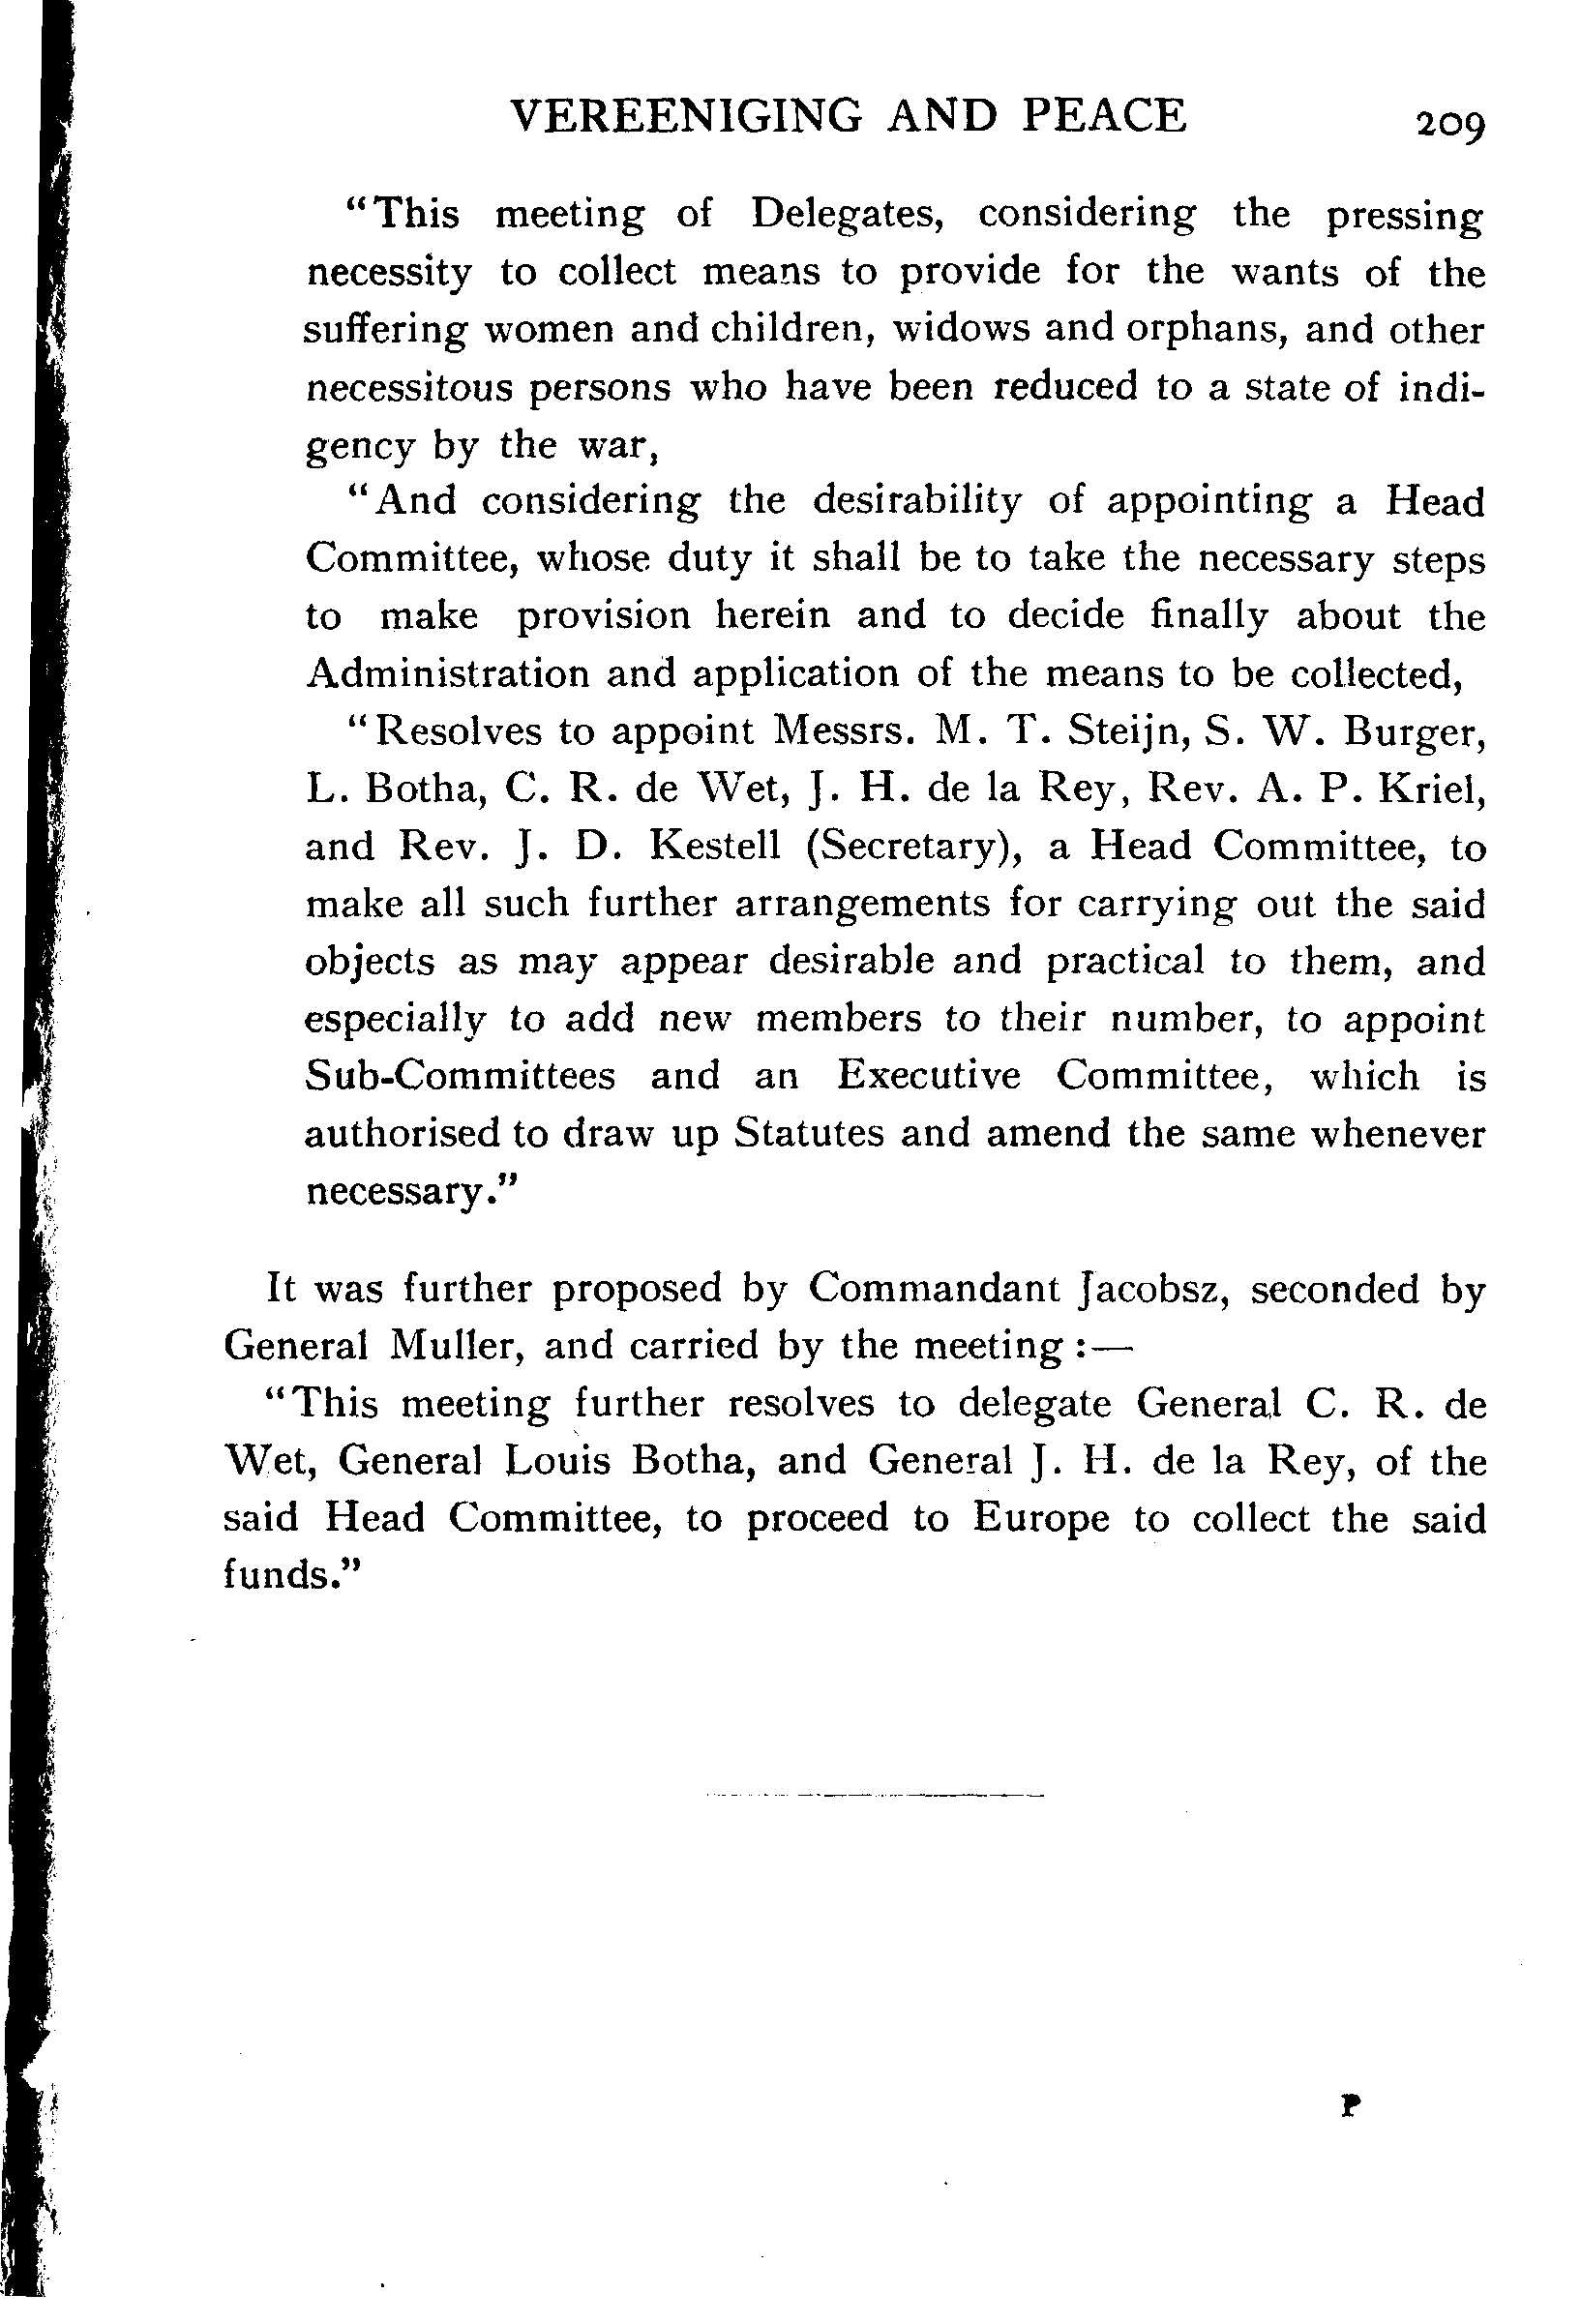 VEREENIGING AND PEACE 209
“This meeting of Delegates, considering the pressing
necessity to collect means to provide for the wants of the
suffering women and children, widows and orphans, and other
necessitous persons who have been reduced to a state of indi-
gency by the war,
“And considering the desirability of appointing a Head
Committee, whose duty it shall be to take the necessary steps
to make provision herein and to decide finally about the
Administration and application of the means to be collected,
“Resolves to appoint Messrs. M. T. Steijn, S. W. Burger,
L. Botha, C. R. de Wet, J. H. de la Rey, Rev. A. P. Kriel,
and Rev. J. D. Kestell (Secretary), a Head Committee, to
make all such further arrangements for carrying out the said
objects as may appear desirable and practical to them, and
especially to add new members to their number, to appoint
Sub-Committees and an Executive Committee, which is
authorised to draw up Statutes and amend the same whenever
necessary.”
It was further proposed by Commandant Jacobsz, seconded by
General Muller, and carried by the meeting :—
“This meeting further resolves to delegate General C. R. de
Wet, General Louis Botha, and General J. H. de la Rey, of the
said Head Committee, to proceed to Europe to collect the said
funds.”
P